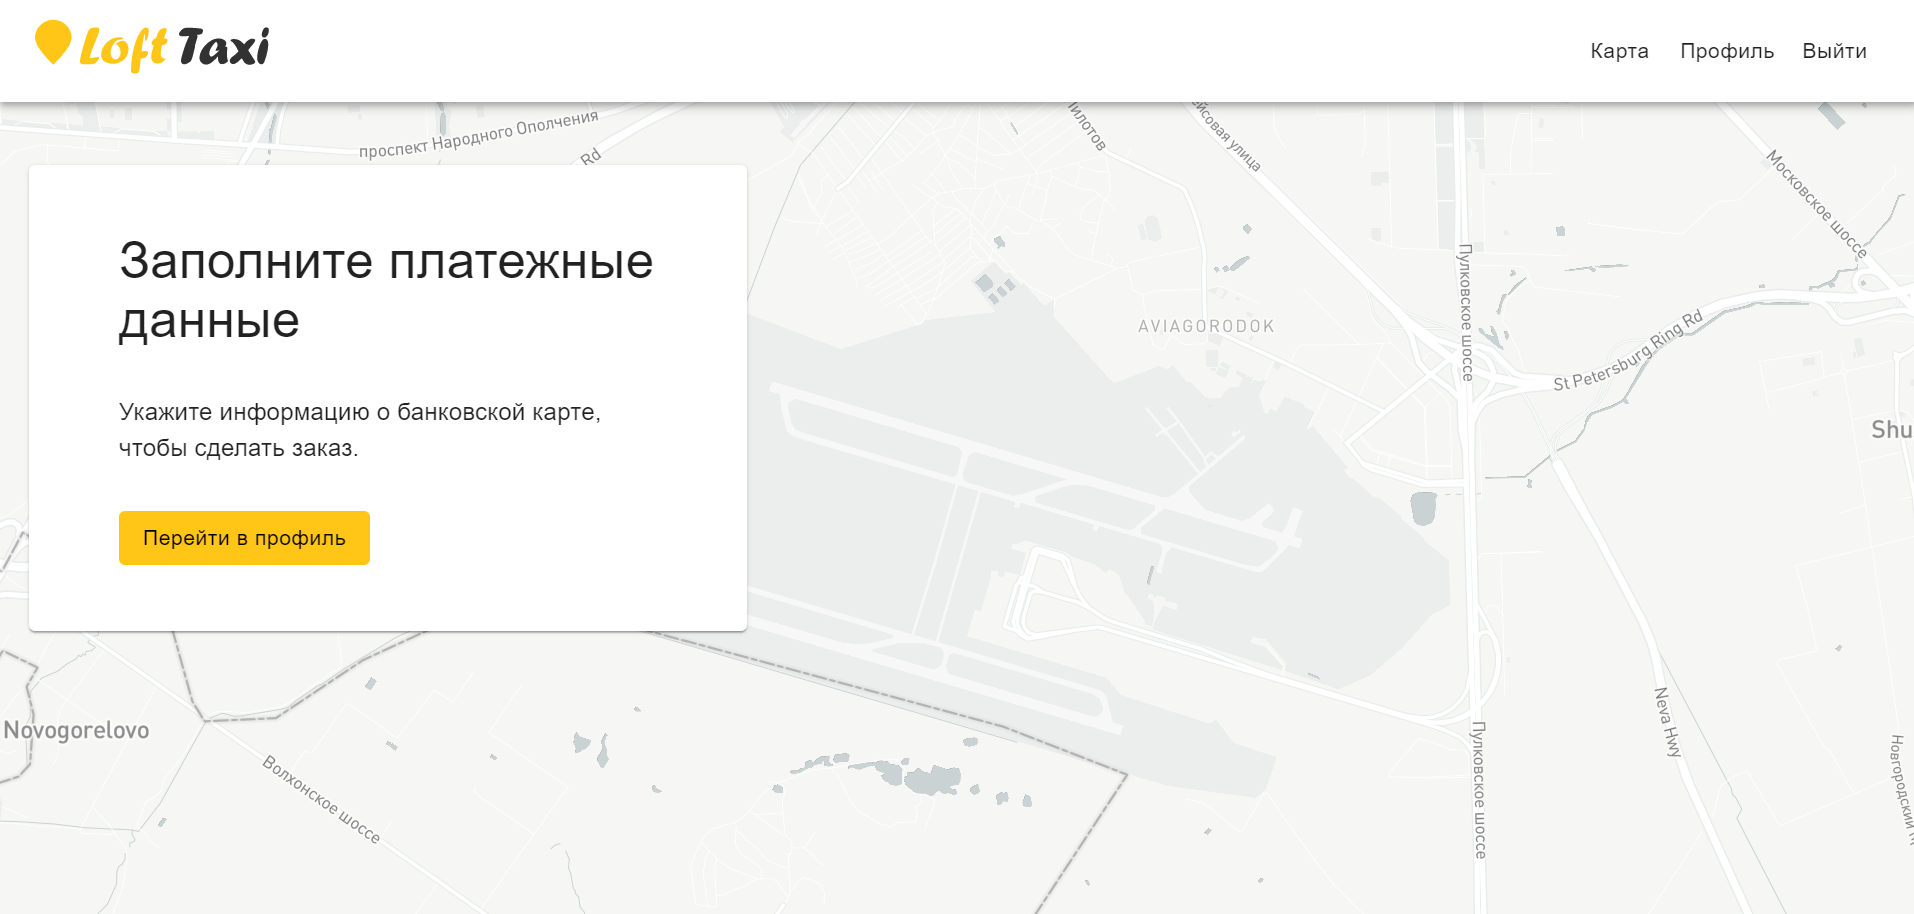 Loft Taxi
Карта
Профиль
Выйти
проспект Народного Ополчения
Rd
Пилотов
улица
Московское шоссе
Заполните платежные
данные
Укажите информацию о банковской карте,
чтобы сделать заказ.
Перейти в профиль
AVIAGORODOK
Пулковское шоссе
St Petersburg Ring Rd
Shu
Novogorelovo
Волхонское шоссе
Пулковское шоссе
Neva Hwy
Новгородский